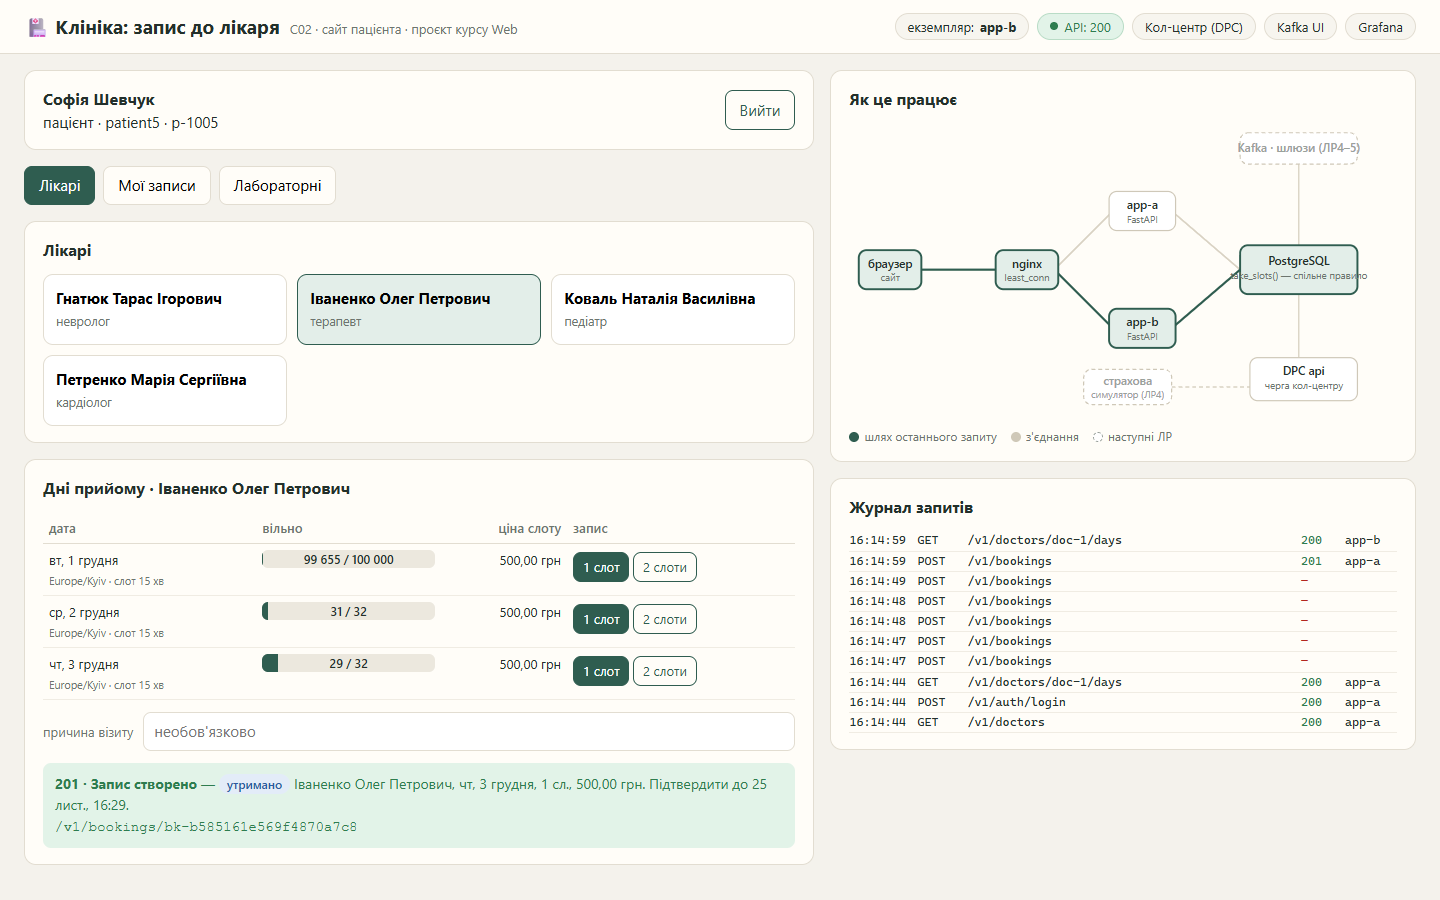 Клініка: запис до лікаря C02 · сайт пацієнта · проєкт курсу Web
екземпляр: app-b
API: 200
Кол-центр (DPC)
Kafka UI
Grafana
Софія Шевчук
пацієнт · patient5 · p-1005
Вийти
Лікарі
Мої записи
Лабораторні
Лікарі
Гнатюк Тарас Ігорович
невролог
Іваненко Олег Петрович
терапевт
Коваль Наталія Василівна
педіатр
Петренко Марія Сергіївна
кардіолог
Дні прийому · Іваненко Олег Петрович
дата вільно ціна слоту запис
вт, 1 грудня 99 655 / 100 000 500,00 грн 1 слот 2 слоти
Europe/Kyiv · слот 15 хв
ср, 2 грудня 31 / 32 500,00 грн 1 слот 2 слоти
Europe/Kyiv · слот 15 хв
чт, 3 грудня 29 / 32 500,00 грн 1 слот 2 слоти
Europe/Kyiv · слот 15 хв
причина візиту необов'язково
201 · Запис створено — утримано Іваненко Олег Петрович, чт, 3 грудня, 1 сл., 500,00 грн. Підтвердити до 25
лист., 16:29.
/v1/bookings/bk-b585161e569f4870a7c8
Як це працює
Kafka · шлюзи (ЛР4–5)
app-a
FastAPI
браузер
сайт
nginx
least_conn
PostgreSQL
take_slots() — спільне правило
app-b
FastAPI
DPC api
черга кол-центру
страхова
симулятор (ЛР4)
шлях останнього запиту
з'єднання
наступні ЛР
Журнал запитів
16:14:59 GET /v1/doctors/doc-1/days 200 app-b
16:14:59 POST /v1/bookings 201 app-a
16:14:49 POST /v1/bookings —
16:14:48 POST /v1/bookings —
16:14:48 POST /v1/bookings —
16:14:47 POST /v1/bookings —
16:14:47 POST /v1/bookings —
16:14:44 GET /v1/doctors/doc-1/days 200 app-a
16:14:44 POST /v1/auth/login 200 app-a
16:14:44 GET /v1/doctors 200 app-a